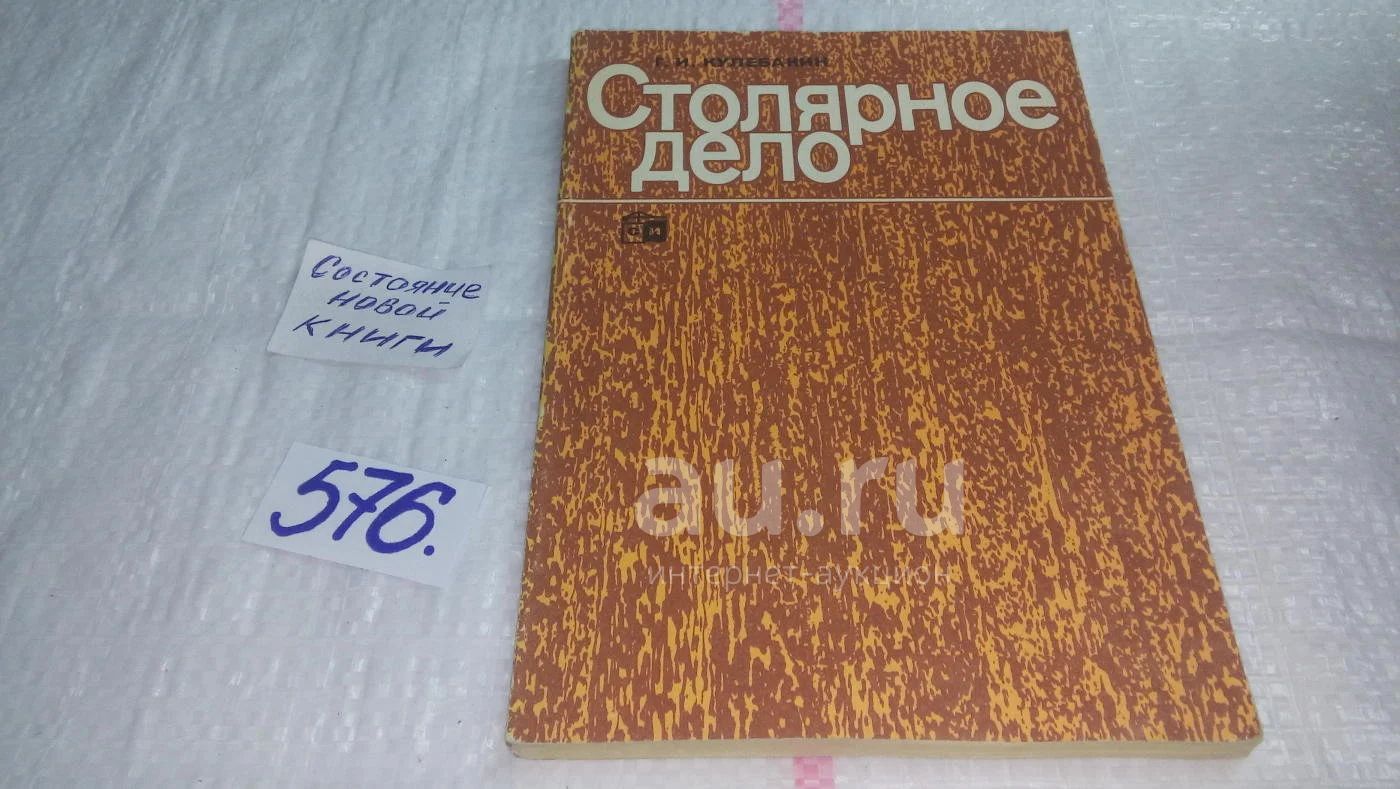 Г. И. КУЛЕБАКИН
Столярное
дело
С И
Состояние
новой
книги
576.
au.ru
интернет-аукцион